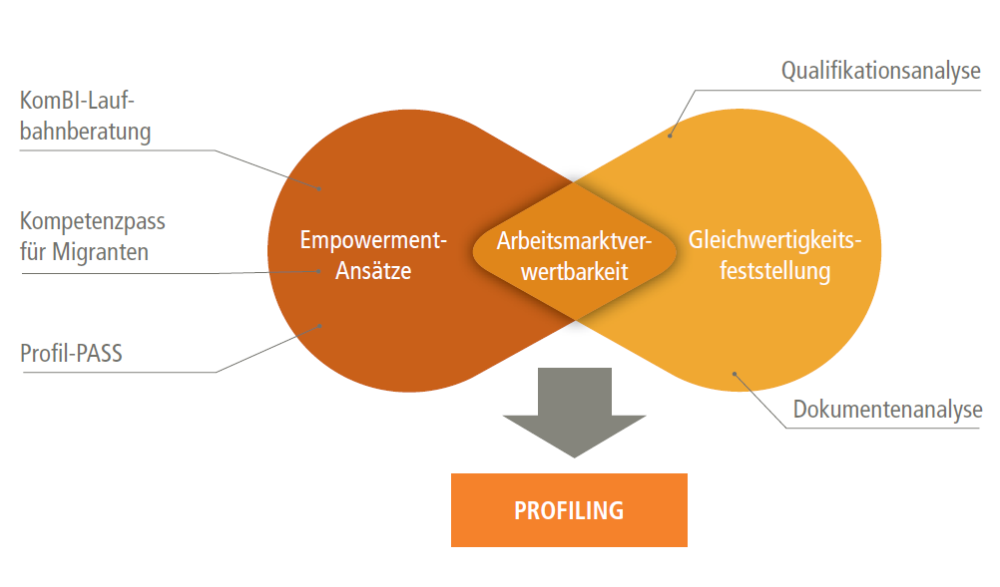 KomBI-Lauf-
bahnberatung
Kompetenzpass
für Migranten
Profil-PASS
Empowerment-
Ansätze
Arbeitsmarktver-
wertbarkeit
Gleichwertigkeits-
feststellung
Qualifikationsanalyse
Dokumentenanalyse
PROFILING